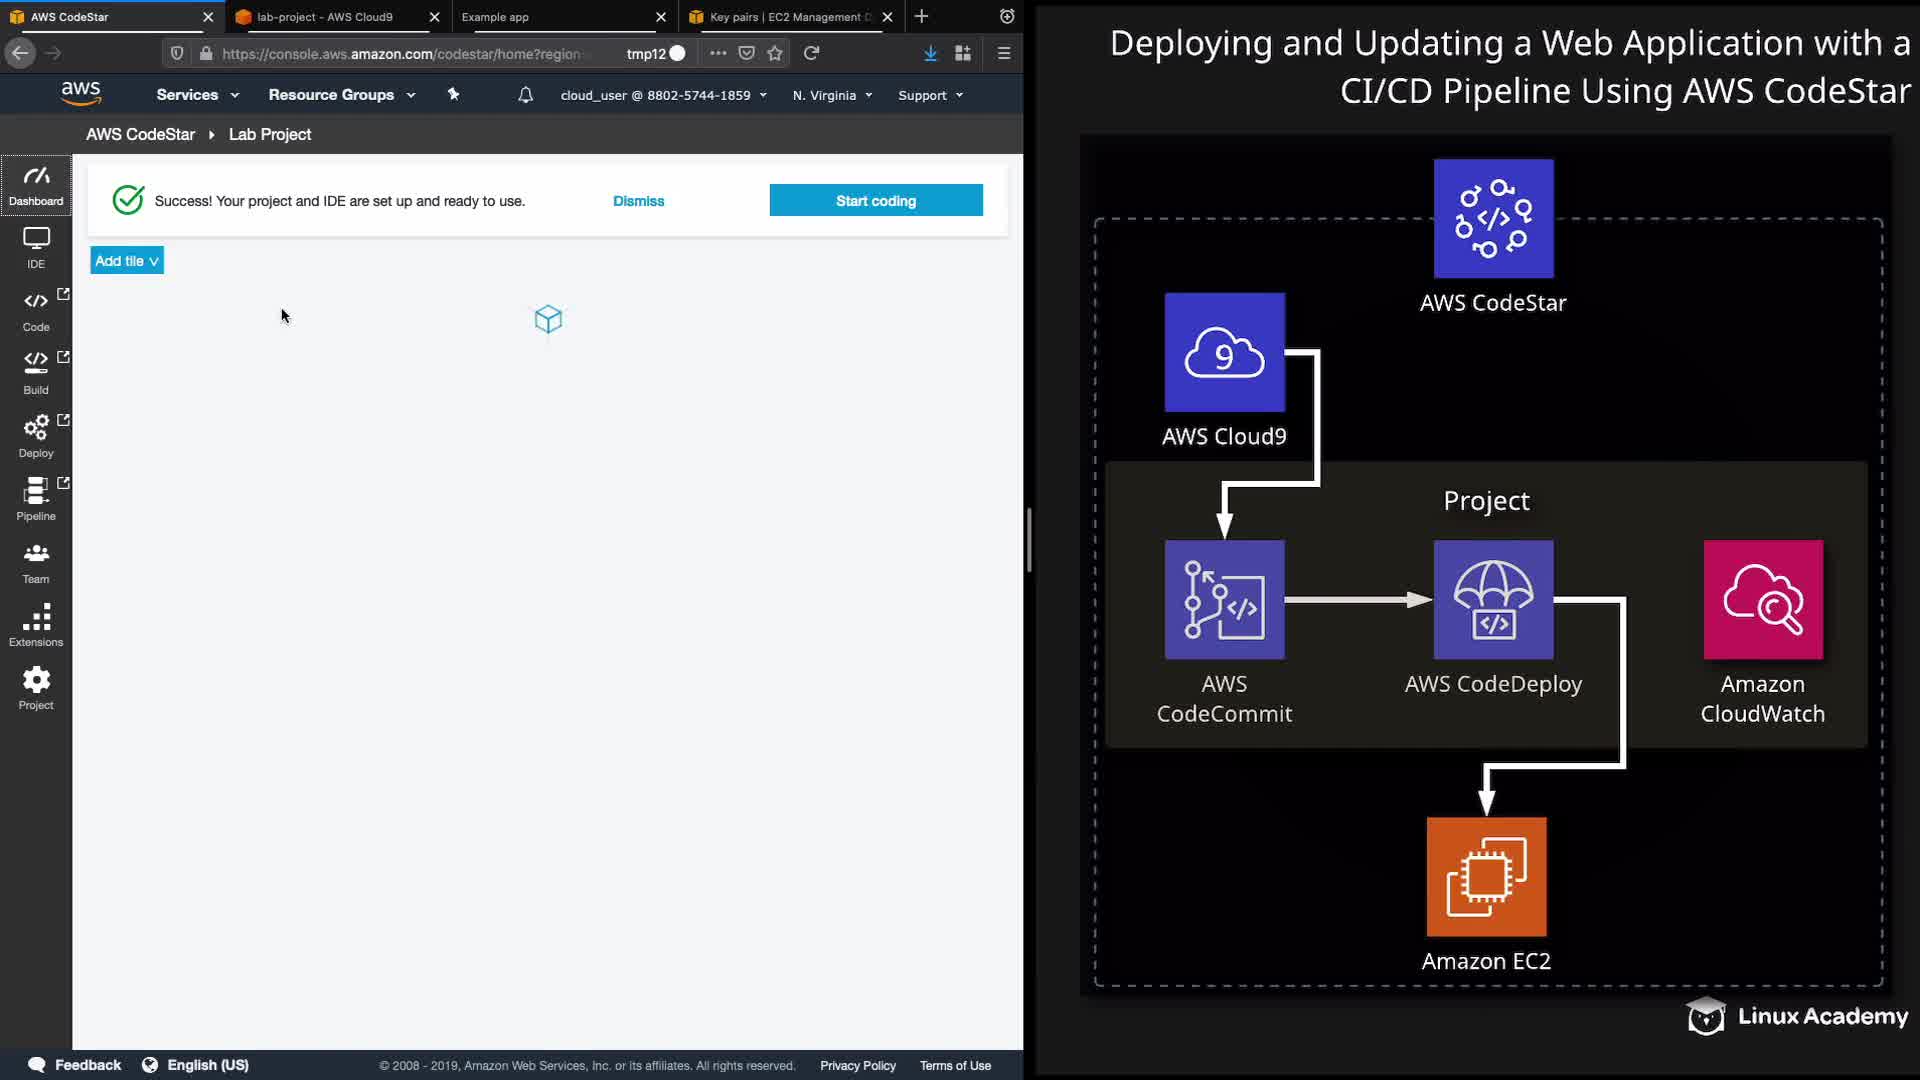 AWS CodeStar
lab-project - AWS Cloud9
Example app
Key pairs | EC2 Management
https://console.aws.amazon.com/codestar/home?region
tmp12
aws
Services
Resource Groups
cloud_user @ 8802-5744-1859
N. Virginia
Support
AWS CodeStar
Lab Project
Success! Your project and IDE are set up and ready to use.
Dismiss
Start coding
Add tile
Dashboard
IDE
Code
Build
Deploy
Pipeline
Team
Extensions
Project
Feedback
English (US)
© 2008 - 2019, Amazon Web Services, Inc. or its affiliates. All rights reserved.
Privacy Policy
Terms of Use
Deploying and Updating a Web Application with a
CI/CD Pipeline Using AWS CodeStar
AWS CodeStar
9
AWS Cloud9
Project
AWS
CodeCommit
AWS CodeDeploy
Amazon
CloudWatch
Amazon EC2
Linux Academy